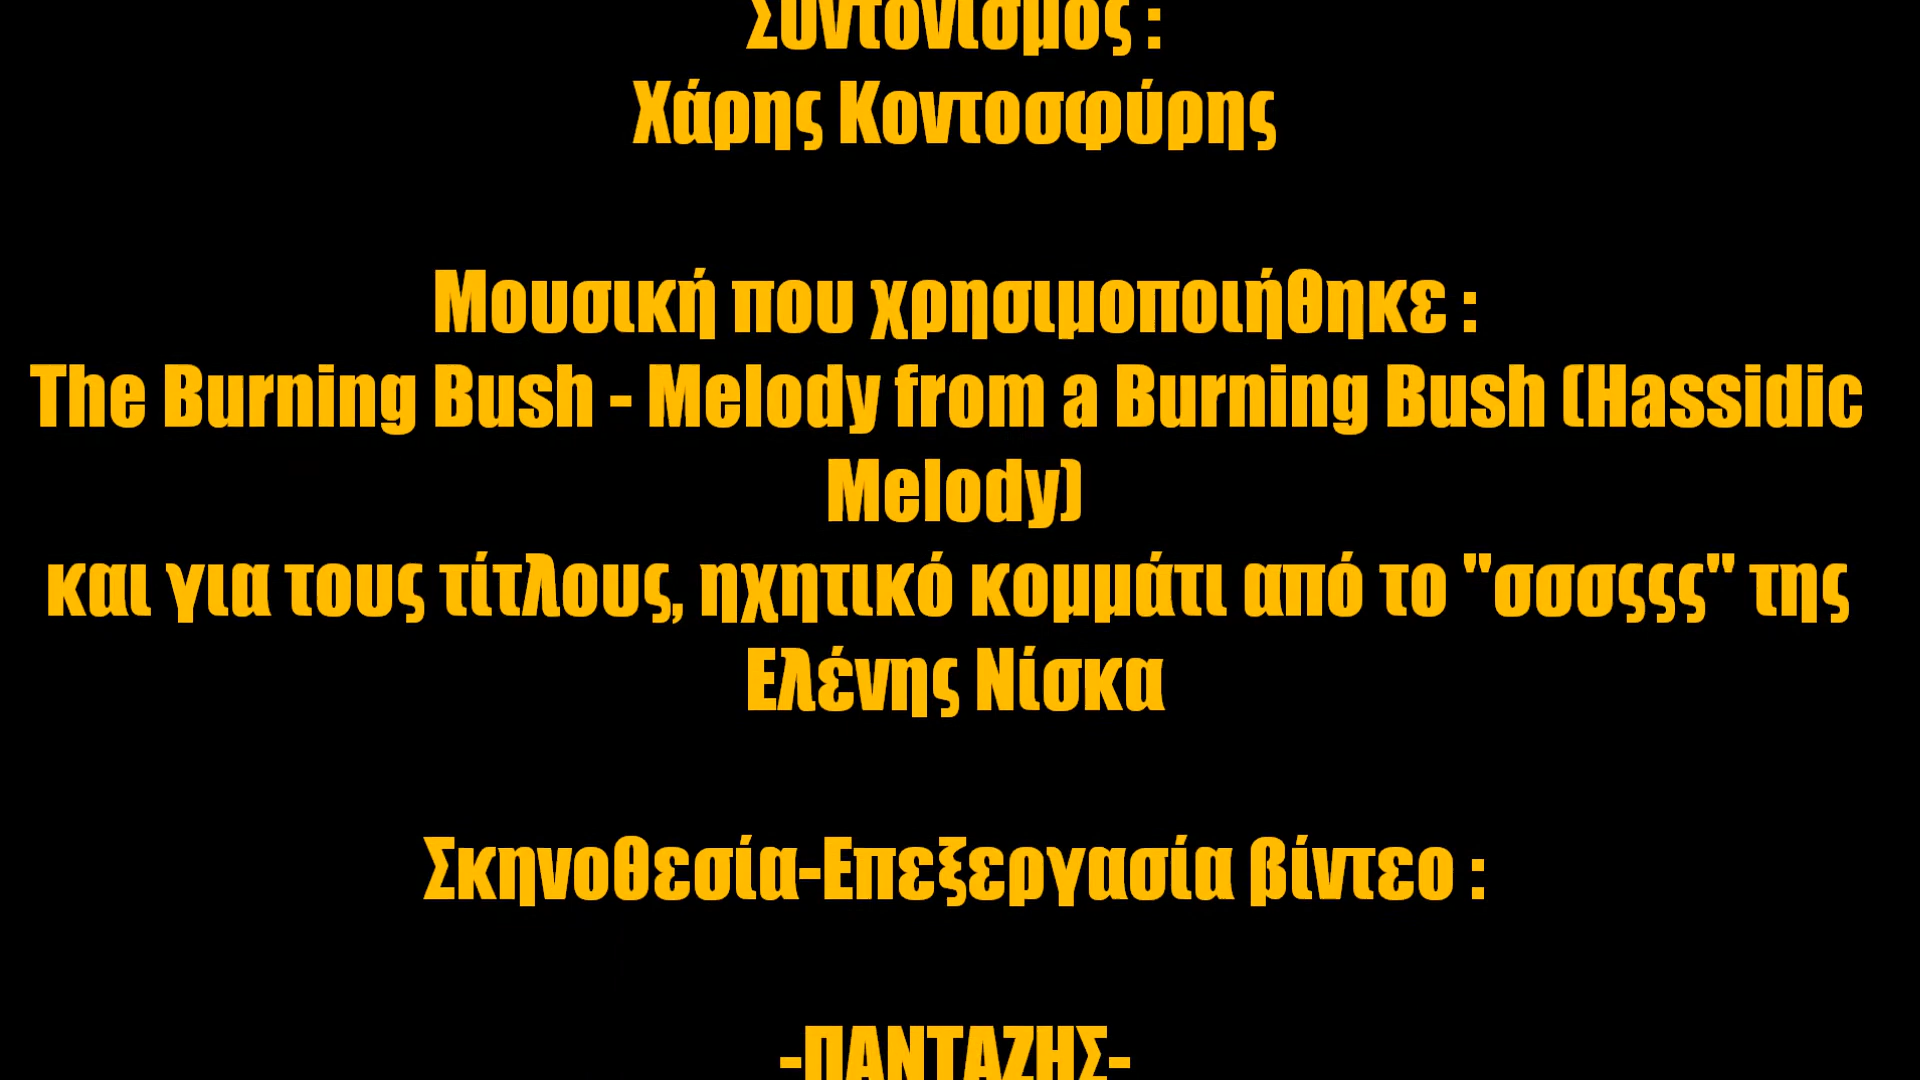 Συντονισμός :
Χάρης Κοντοσφύρης
Μουσική που χρησιμοποιήθηκε :
The Burning Bush - Melody from a Burning Bush (Hassidic
Melody)
και για τους τίτλους, ηχητικό κομμάτι από το "σσσςςς" της
Ελένης Νίσκα
Σκηνοθεσία-Επεξεργασία βίντεο :
-ΠΑΝΤΑΖΗΣ-